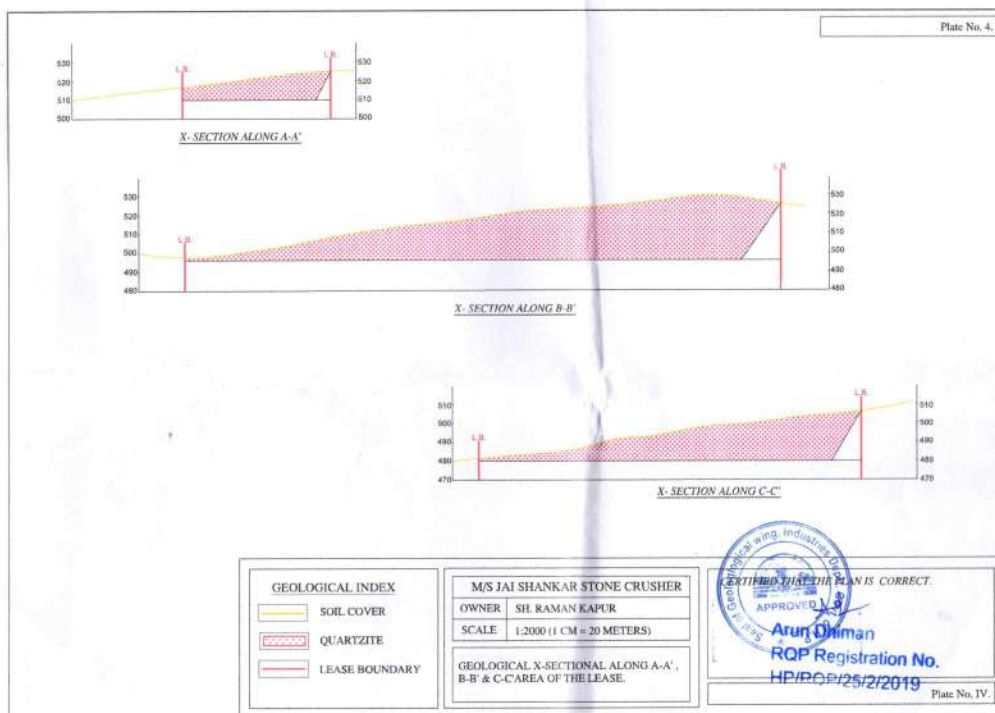 Plate No. 4.
L.B. L.B.
530 530
520 520
510 510
500 500
X- SECTION ALONG A-A'
L.B.
L.B.
530 530
520 520
510 510
500 500
490 490
480 480
X- SECTION ALONG B-B'
L.B.
L.B.
510 510
500 500
490 490
480 480
470 470
X- SECTION ALONG C-C'
GEOLOGICAL INDEX
SOIL COVER
QUARTZITE
LEASE BOUNDARY
M/S JAI SHANKAR STONE CRUSHER
OWNER SH. RAMAN KAPUR
SCALE 1:2000 (1 CM = 20 METERS)
GEOLOGICAL X-SECTIONAL ALONG A-A',
B-B' & C-C'AREA OF THE LEASE.
CERTIFIED THAT THE PLAN IS CORRECT.
Geological wing, Industries
APPROVED
Arun Dhiman
RQP Registration No.
HP/RQP/25/2/2019
Plate No. IV.